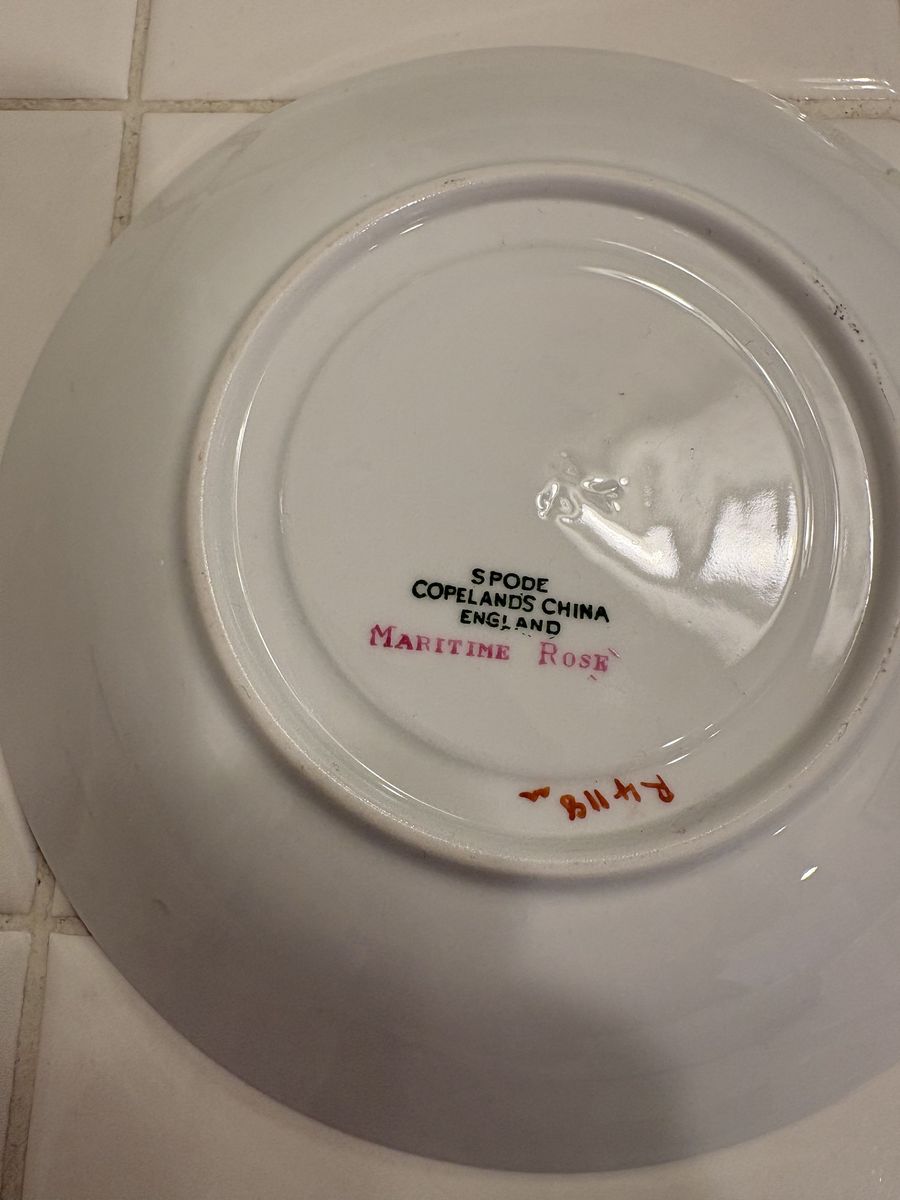 SPODE
COPELAND'S CHINA
ENGLAND
MARITIME ROSE
R4118 m